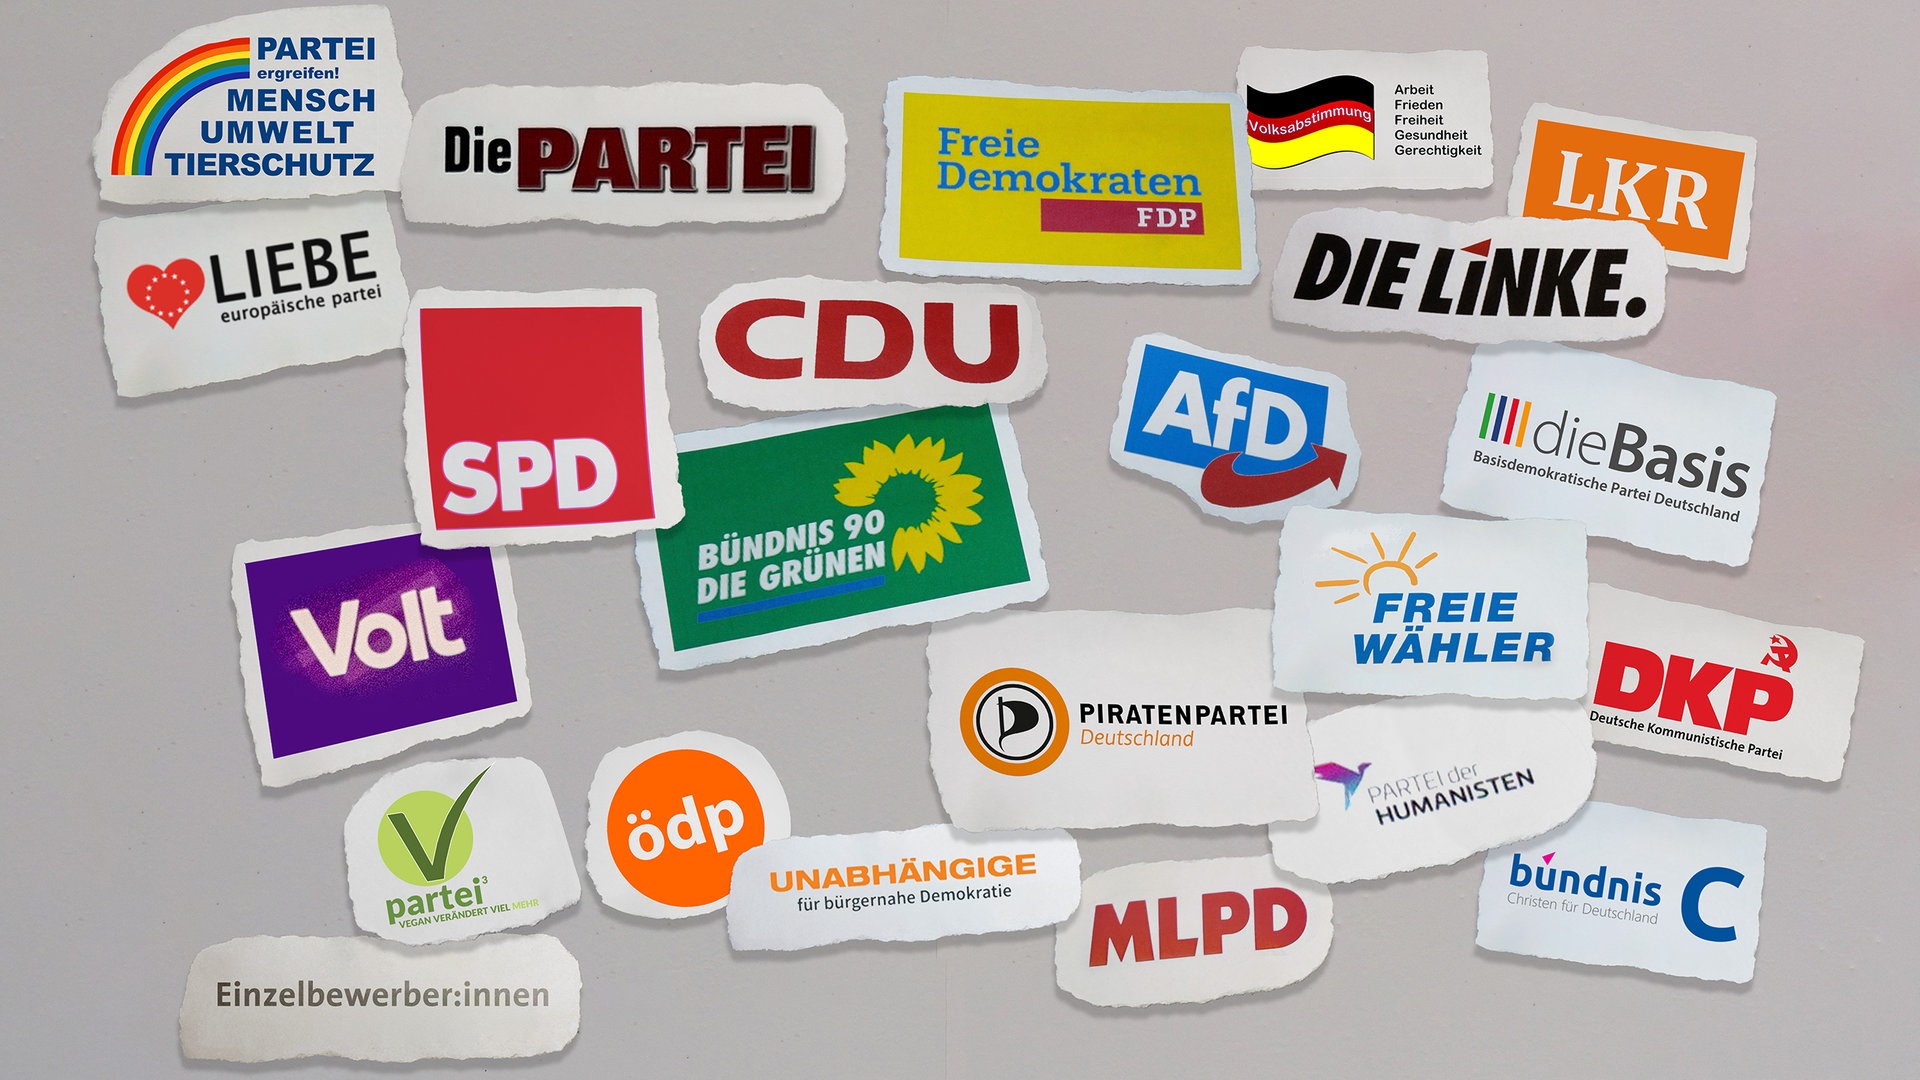 PARTEI
ergreifen!
MENSCH
UMWELT
TIERSCHUTZ
Die PARTEI
Freie
Demokraten
FDP
Volksabstimmung
Arbeit
Frieden
Freiheit
Gesundheit
Gerechtigkeit
LKR
LIEBE
europäische partei
SPD
CDU
DIE LINKE.
AfD
dieBasis
Basisdemokratische Partei Deutschland
BÜNDNIS 90
DIE GRÜNEN
Volt
FREIE
WÄHLER
PIRATENPARTEI
Deutschland
DKP
Deutsche Kommunistische Partei
PARTEI der
HUMANISTEN
V
partei³
VEGAN VERÄNDERT VIEL MEHR
ödp
UNABHÄNGIGE
für bürgernahe Demokratie
MLPD
bündnis C
Christen für Deutschland
Einzelbewerber:innen